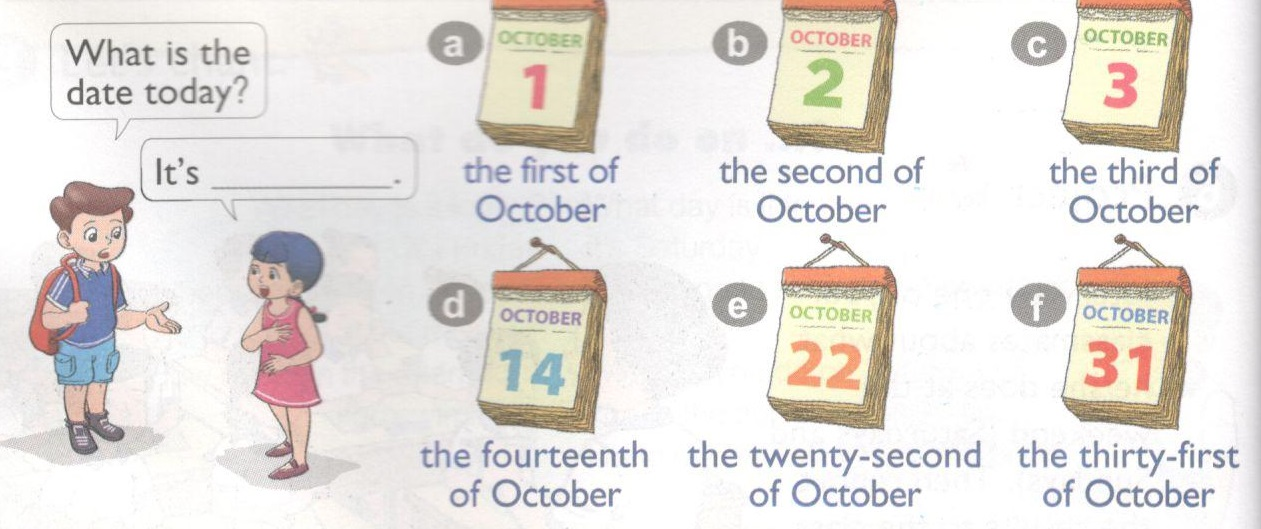 What is the
date today?
It's ____________.
a
OCTOBER
1
the first of
October
b
OCTOBER
2
the second of
October
c
OCTOBER
3
the third of
October
d
OCTOBER
14
the fourteenth
of October
e
OCTOBER
22
the twenty-second
of October
f
OCTOBER
31
the thirty-first
of October